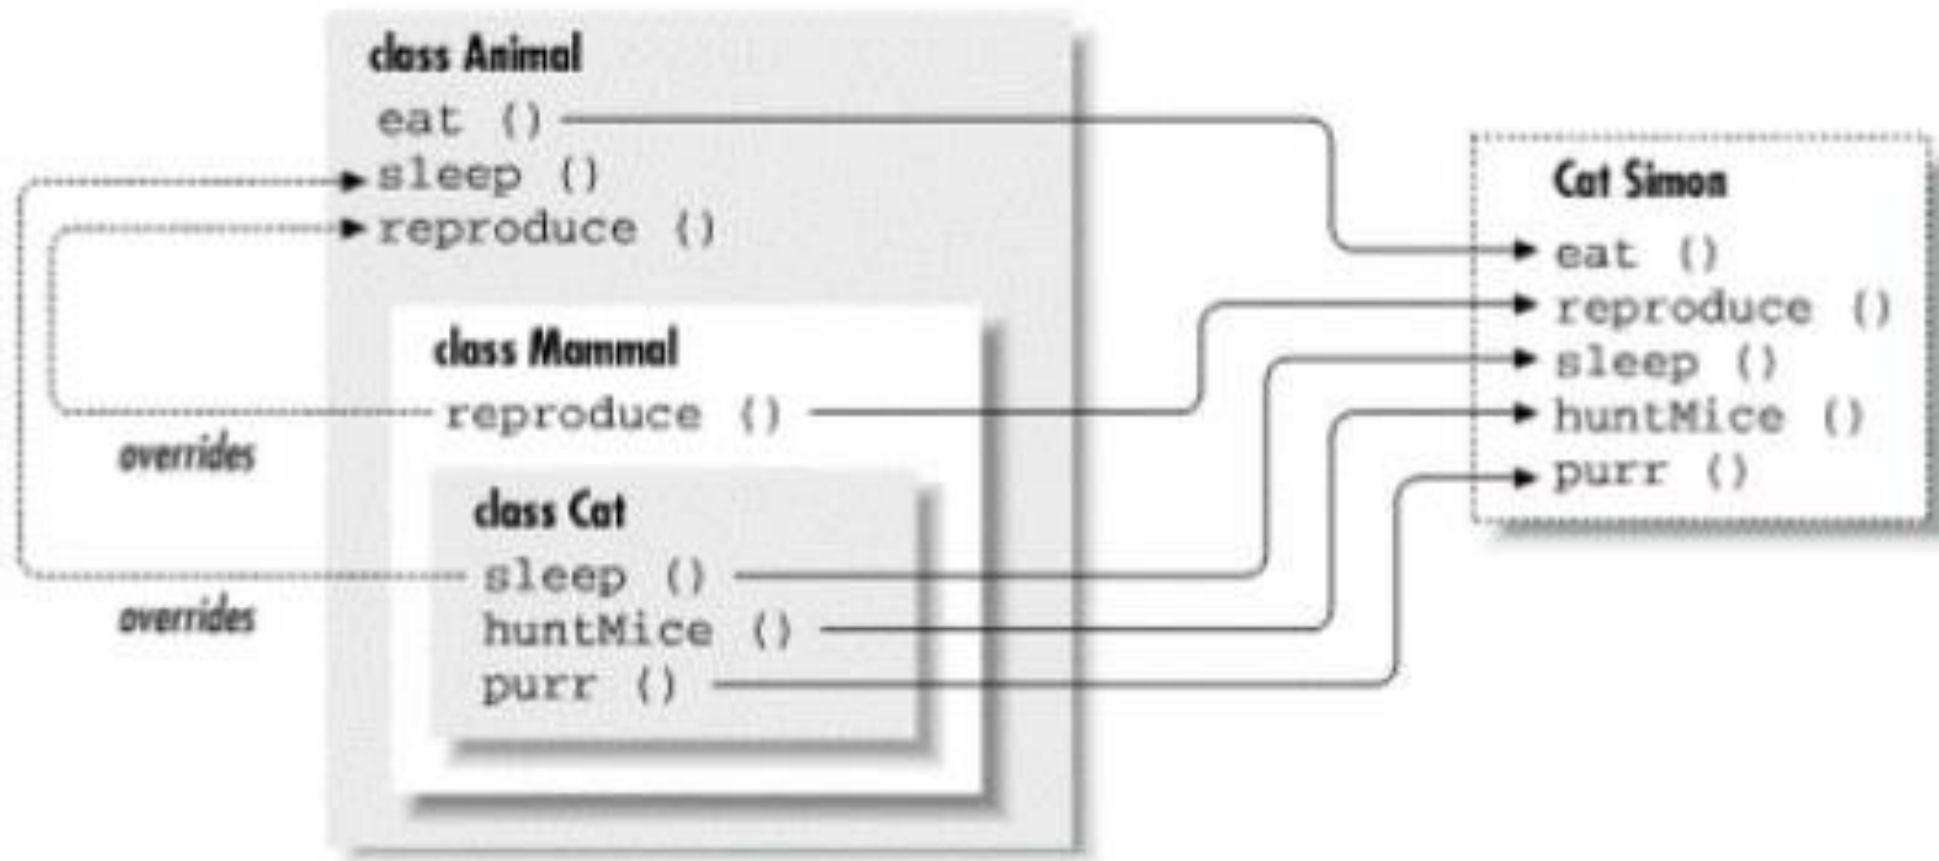 class Animal
eat ()
sleep ()
reproduce ()
class Mammal
reproduce ()
overrides
class Cat
sleep ()
overrides
huntMice ()
purr ()
Cat Simon
eat ()
reproduce ()
sleep ()
huntMice ()
purr ()